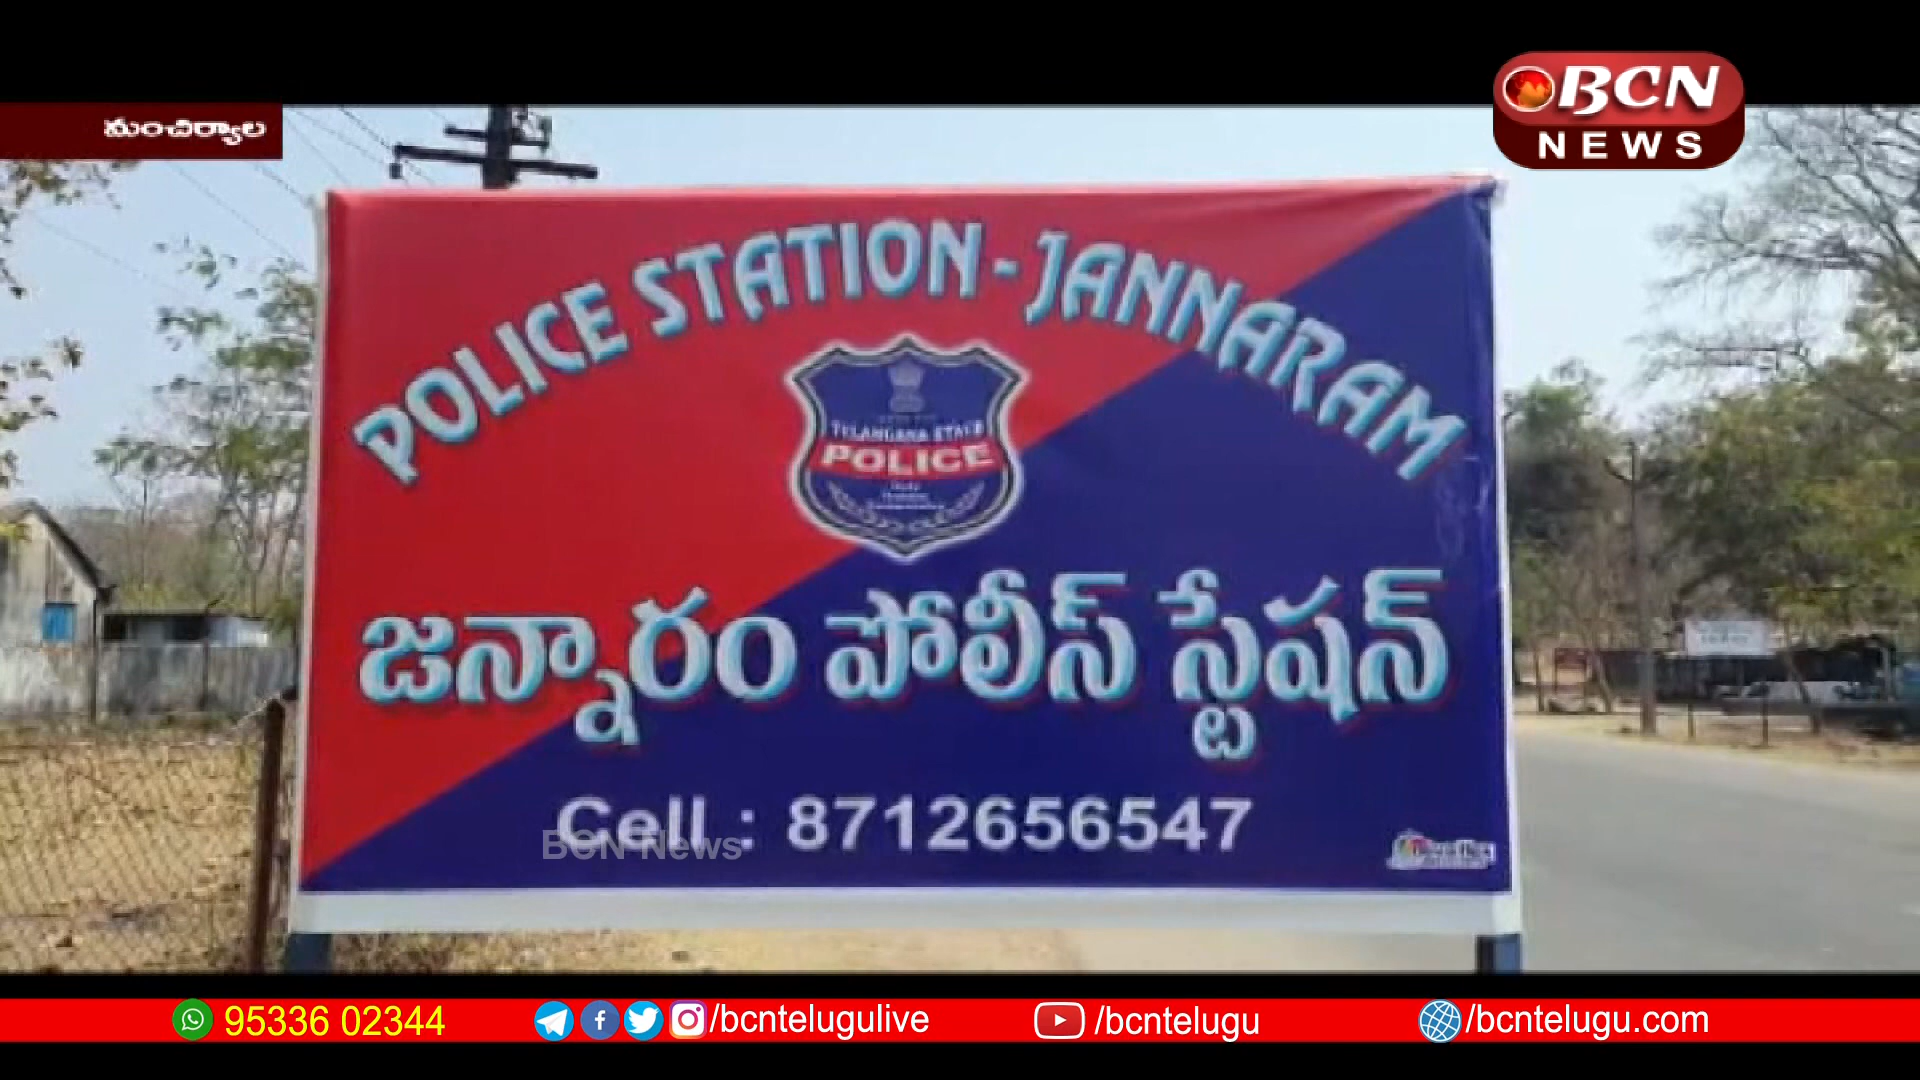 BCN
NEWS
మంచిర్యాల
POLICE STATION - JANNARAM
TELANGANA STATE
POLICE
జన్నారం పోలీస్ స్టేషన్
Cell : 8712656547
BCN News
95336 02344
/bcntelugulive
/bcntelugu
/bcntelugu.com